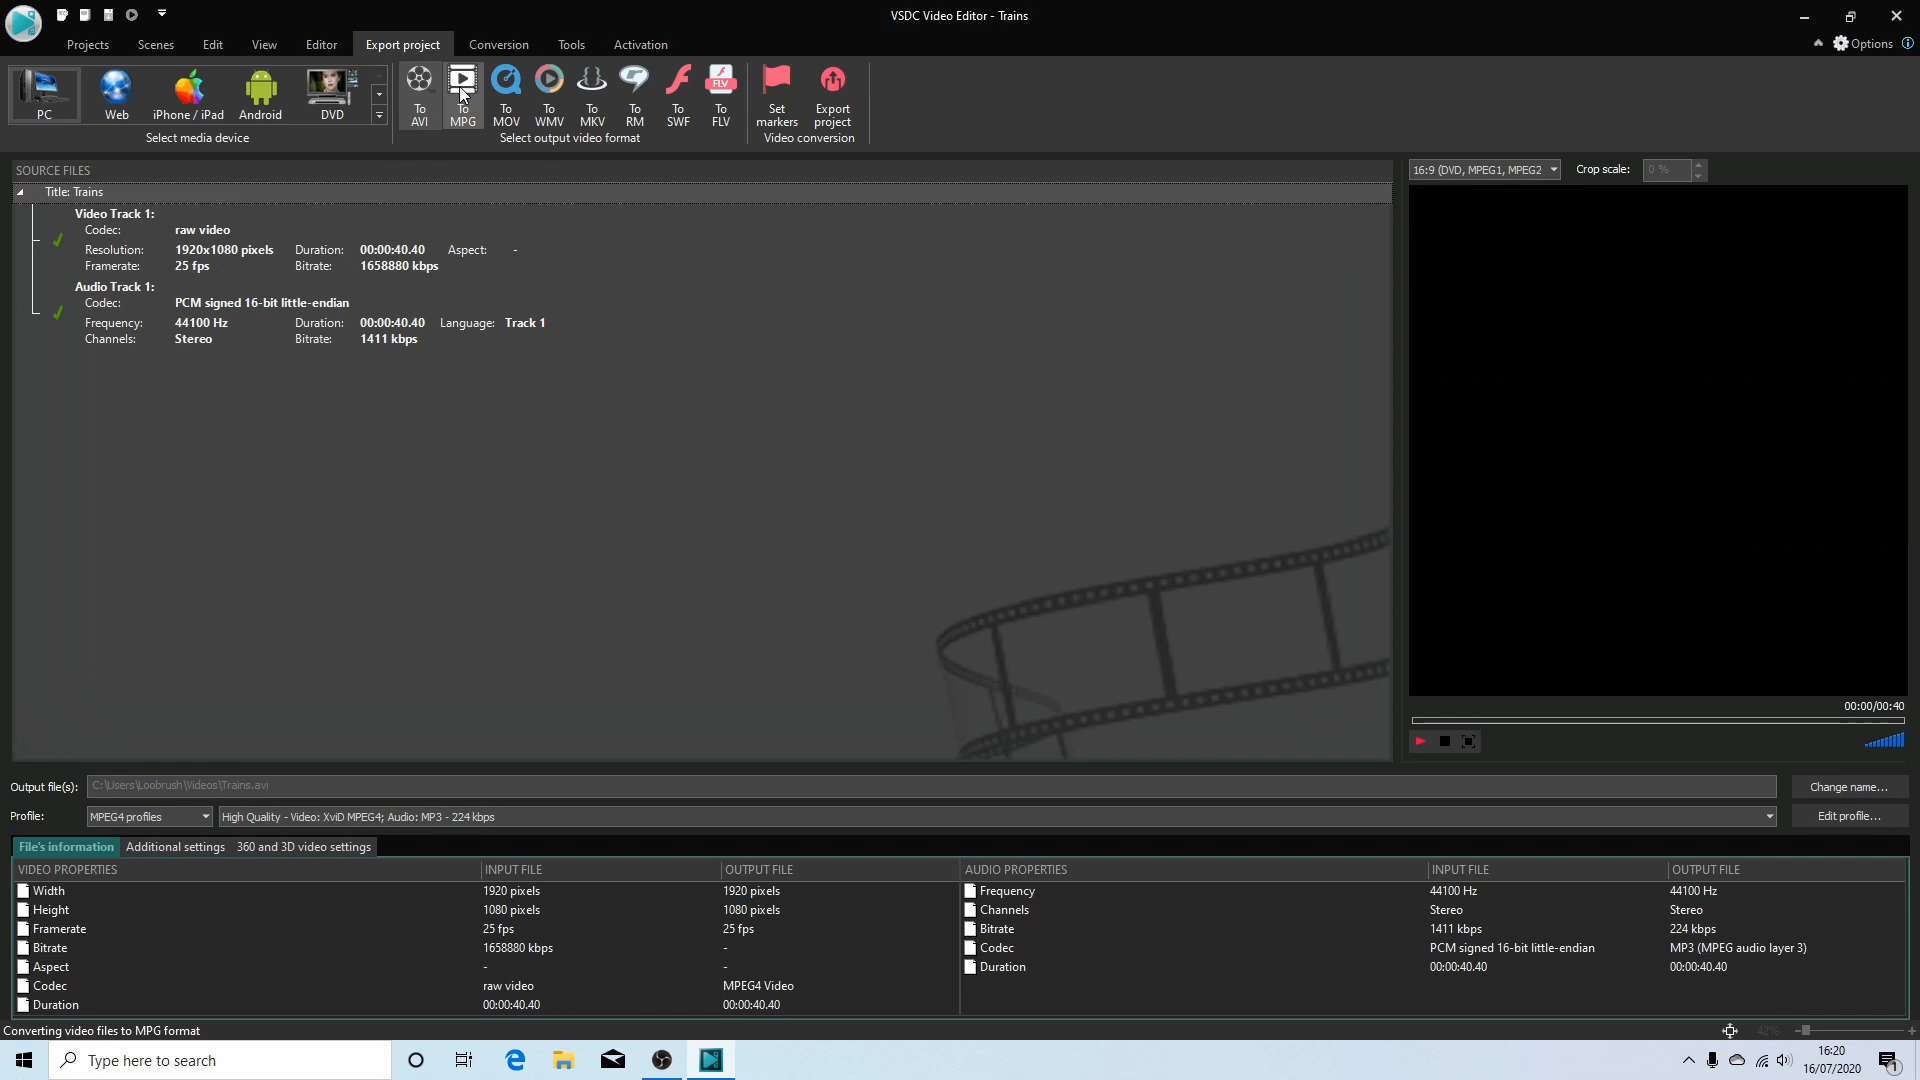 VSDC Video Editor - Trains
Projects Scenes Edit View Editor Export project Conversion Tools Activation Options
PC Web iPhone / iPad Android DVD
Select media device
To AVI To MPG To MOV To WMV To MKV To RM To SWF To FLV
Select output video format
Set markers Export project
Video conversion
SOURCE FILES
Title: Trains
Video Track 1:
Codec: raw video
Resolution: 1920x1080 pixels Duration: 00:00:40.40 Aspect: -
Framerate: 25 fps Bitrate: 1658880 kbps
Audio Track 1:
Codec: PCM signed 16-bit little-endian
Frequency: 44100 Hz Duration: 00:00:40.40 Language: Track 1
Channels: Stereo Bitrate: 1411 kbps
16:9 (DVD, MPEG1, MPEG2 Crop scale: 0 %
00:00/00:40
Output file(s): C:\Users\Loobrush\Videos\Trains.avi Change name...
Profile: MPEG4 profiles High Quality - Video: XviD MPEG4; Audio: MP3 - 224 kbps Edit profile...
File's information Additional settings 360 and 3D video settings
VIDEO PROPERTIES INPUT FILE OUTPUT FILE AUDIO PROPERTIES INPUT FILE OUTPUT FILE
Width 1920 pixels 1920 pixels Frequency 44100 Hz 44100 Hz
Height 1080 pixels 1080 pixels Channels Stereo Stereo
Framerate 25 fps 25 fps Bitrate 1411 kbps 224 kbps
Bitrate 1658880 kbps - Codec PCM signed 16-bit little-endian MP3 (MPEG audio layer 3)
Aspect - - Duration 00:00:40.40 00:00:40.40
Codec raw video MPEG4 Video
Duration 00:00:40.40 00:00:40.40
Converting video files to MPG format 42%
Type here to search 16:20
16/07/2020 1